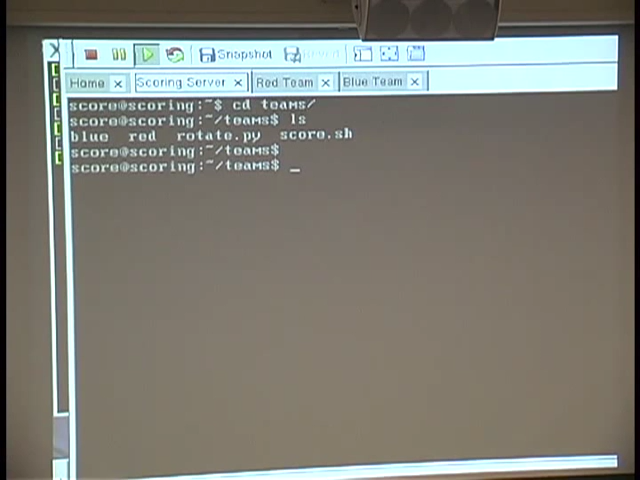 Snapshot
Home Scoring Server Red Team Blue Team
score@scoring:~$ cd teams/
score@scoring:~/teams$ ls
blue red rotate.py score.sh
score@scoring:~/teams$
score@scoring:~/teams$ _